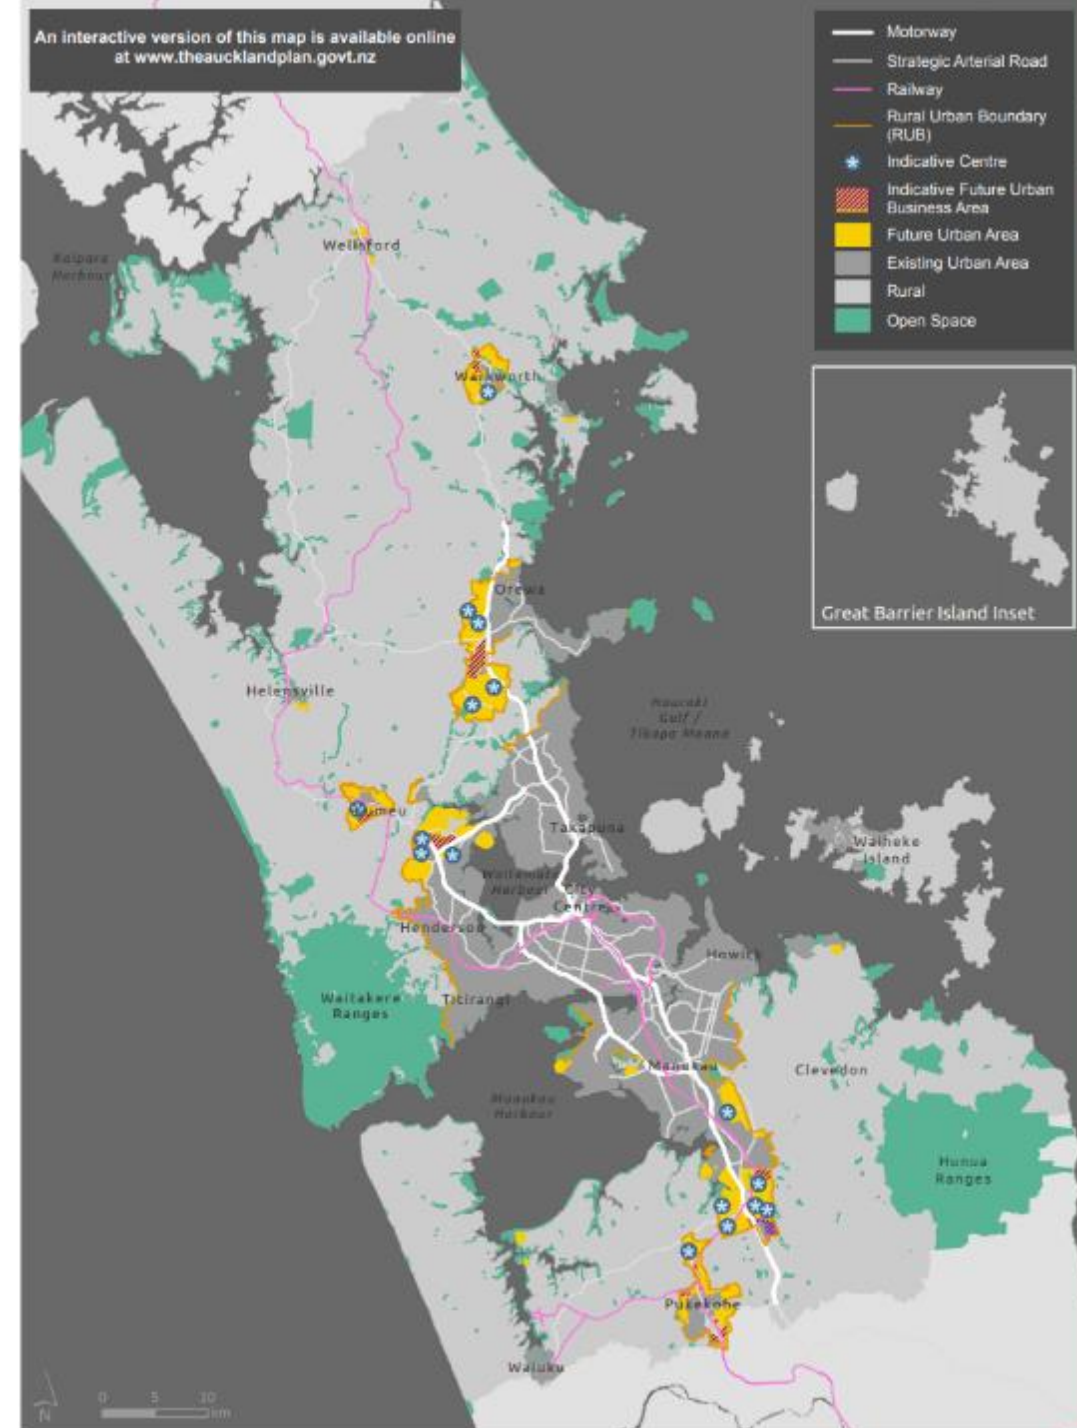 An interactive version of this map is available online
at www.theaucklandplan.govt.nz
Motorway
Strategic Arterial Road
Railway
Rural Urban Boundary
(RUB)
Indicative Centre
Indicative Future Urban
Business Area
Future Urban Area
Existing Urban Area
Rural
Open Space
Wellsford
Kaipara
Harbour
Warkworth
Great Barrier Island Inset
Orewa
Helensville
Hauraki
Gulf /
Tikapa Moana
Kumeu
Takapuna
Waiheke
Island
Waitemata
Harbour
City
Centre
Henderson
Howick
Waitakere
Ranges
Titirangi
Manukau
Clevedon
Manukau
Harbour
Hunua
Ranges
Pukekohe
Waiuku
N
0 5 10
km